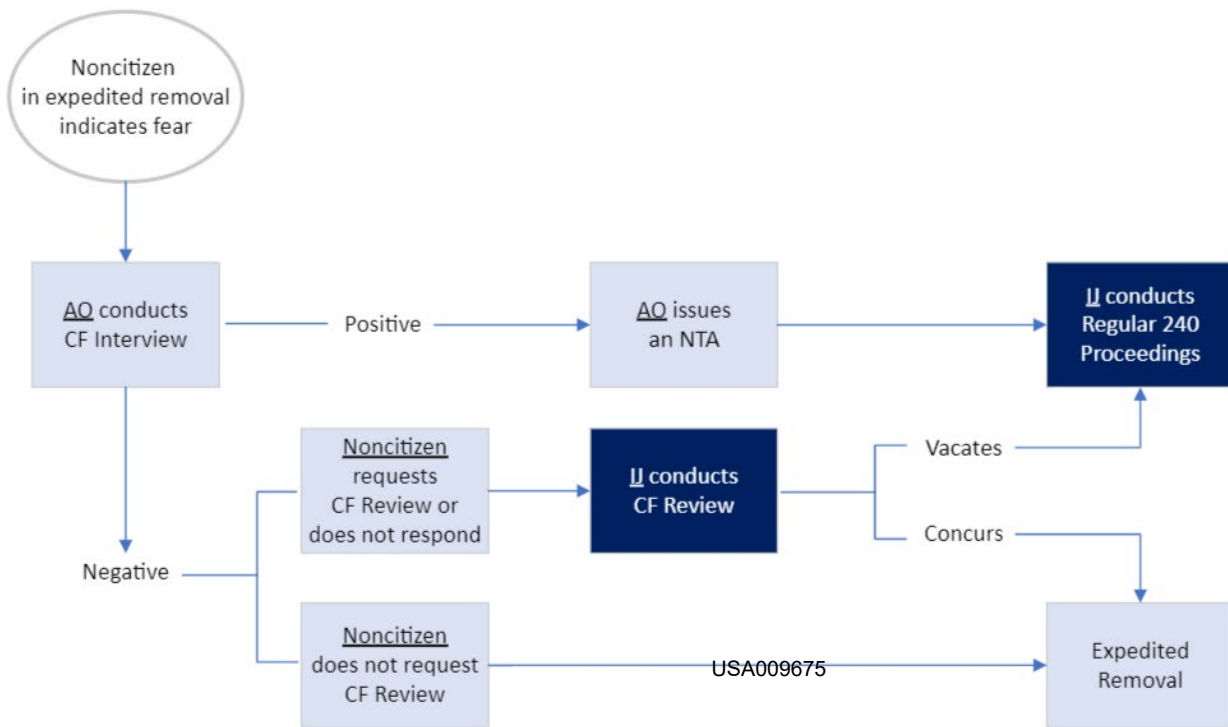 Noncitizen
in expedited removal
indicates fear
AO conducts
CF Interview
Positive
AO issues
an NTA
IJ conducts
Regular 240
Proceedings
Noncitizen
requests
CF Review or
does not respond
IJ conducts
CF Review
Vacates
Concurs
Negative
Noncitizen
does not request
CF Review
USA009675
Expedited
Removal